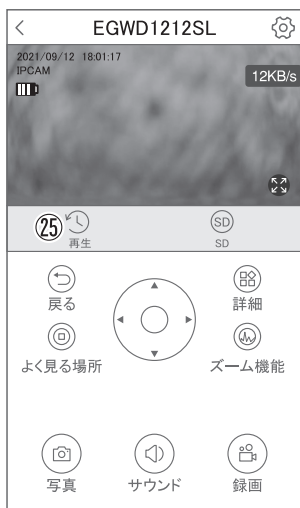 EGWD1212SL
2021/09/12 18:01:17
IPCAM
12KB/s
㉕
再生
SD
SD
戻る
詳細
よく見る場所
ズーム機能
写真
サウンド
録画